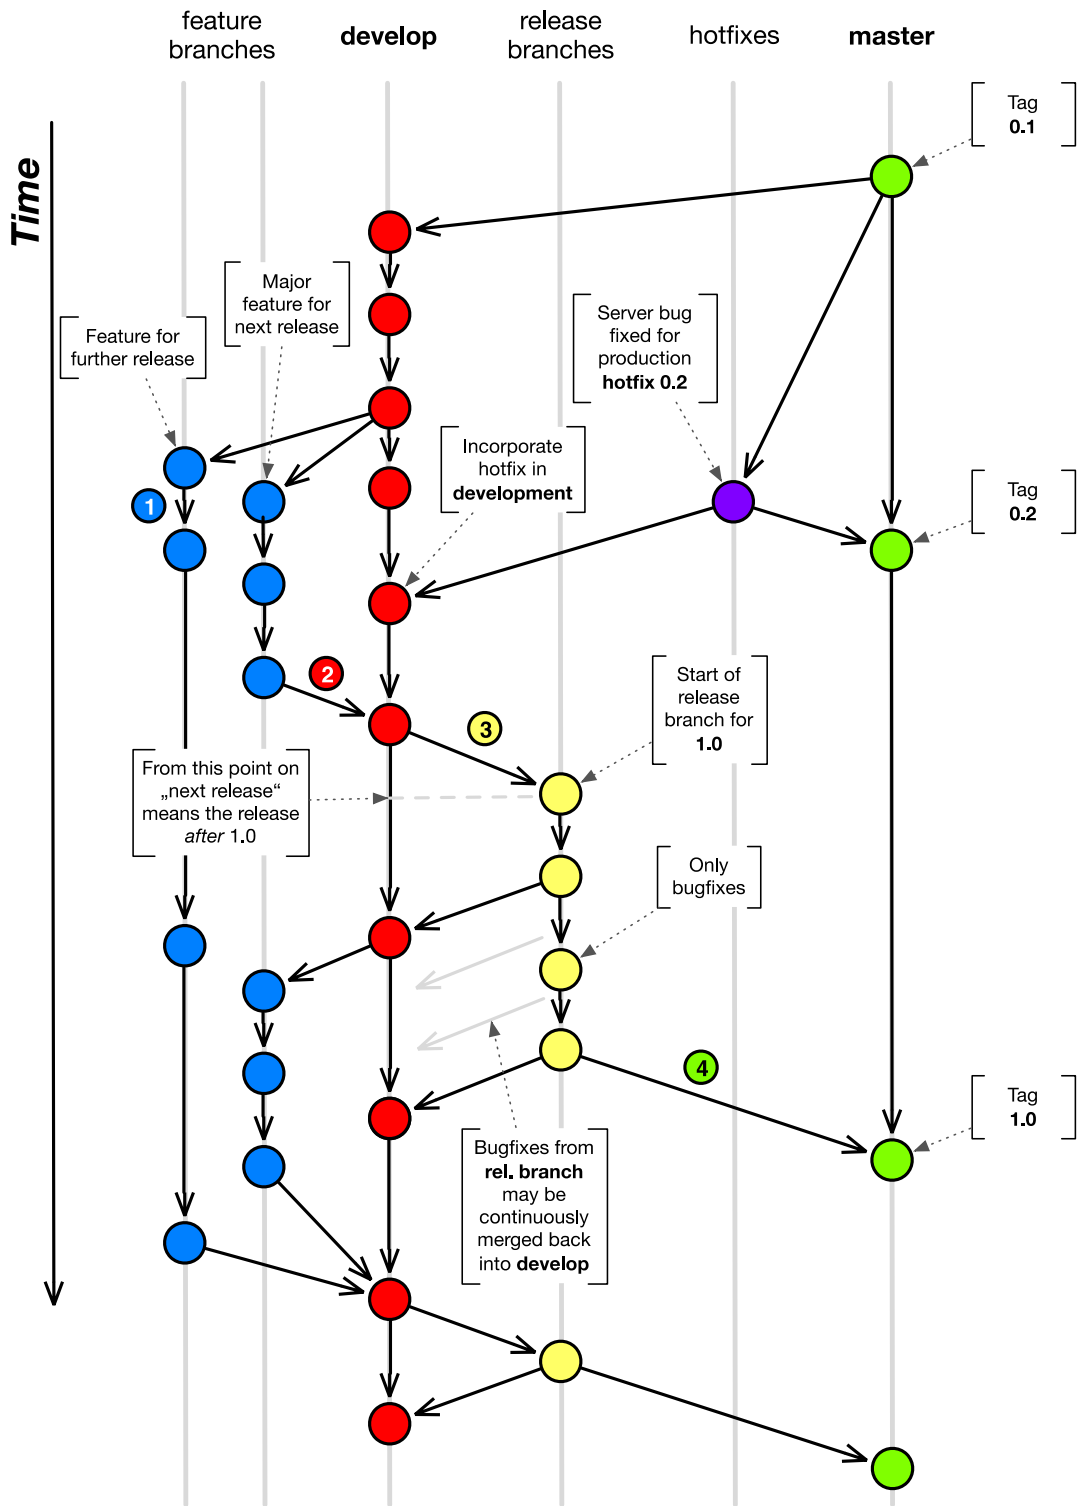 feature
branches
develop
release
branches
hotfixes
master
Time
Tag
0.1
Major
feature for
next release
Feature for
further release
Server bug
fixed for
production
hotfix 0.2
Incorporate
hotfix in
development
Tag
0.2
1
2
3
Start of
release
branch for
1.0
From this point on
„next release“
means the release
after 1.0
Only
bugfixes
4
Tag
1.0
Bugfixes from
rel. branch
may be
continuously
merged back
into develop